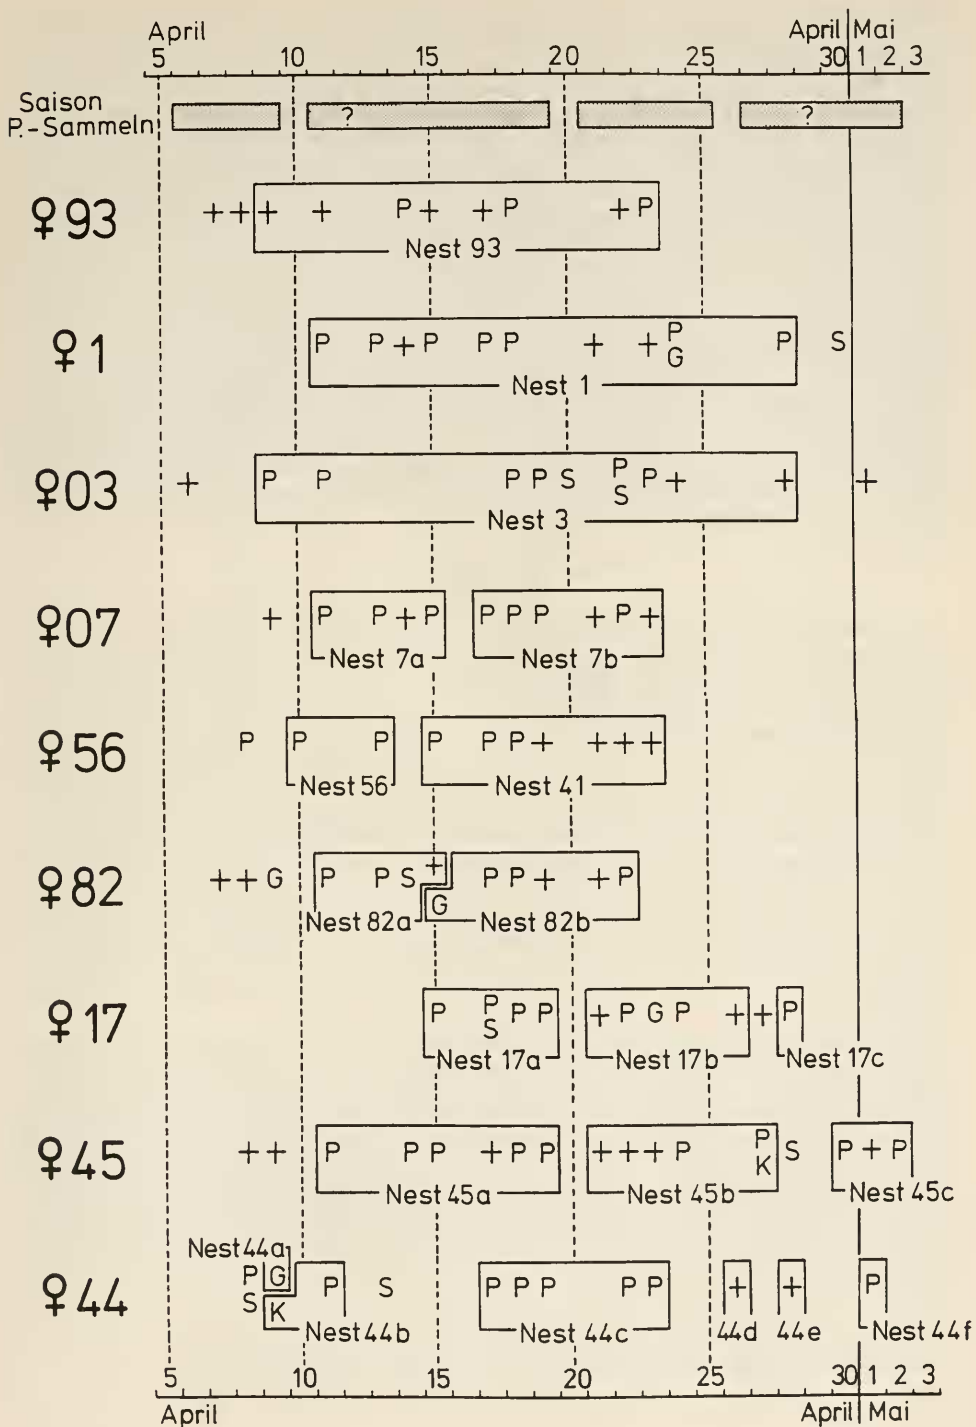 April April Mai
5 10 15 20 25 30 1 2 3
Saison
P.-Sammeln ? ?
♀93 + + + + P + + P + P
Nest 93
♀1 P P + P P P + + P P S
G
Nest 1
♀03 + P P P P S P P + + +
S
Nest 3
♀07 + P P + P P P P + P +
Nest 7a Nest 7b
♀56 P P P P P P + + + +
Nest 56 Nest 41
♀82 + + G P P S + P P + + P
G
Nest 82a Nest 82b
♀17 P P P P + P G P + + P
S
Nest 17a Nest 17b Nest 17c
♀45 + + P P P + P P + + + P P S P + P
K
Nest 45a Nest 45b Nest 45c
Nest 44a
♀44 P G P S P P P P P + + P
S K
Nest 44b Nest 44c 44d 44e Nest 44f
5 10 15 20 25 30 1 2 3
April April Mai